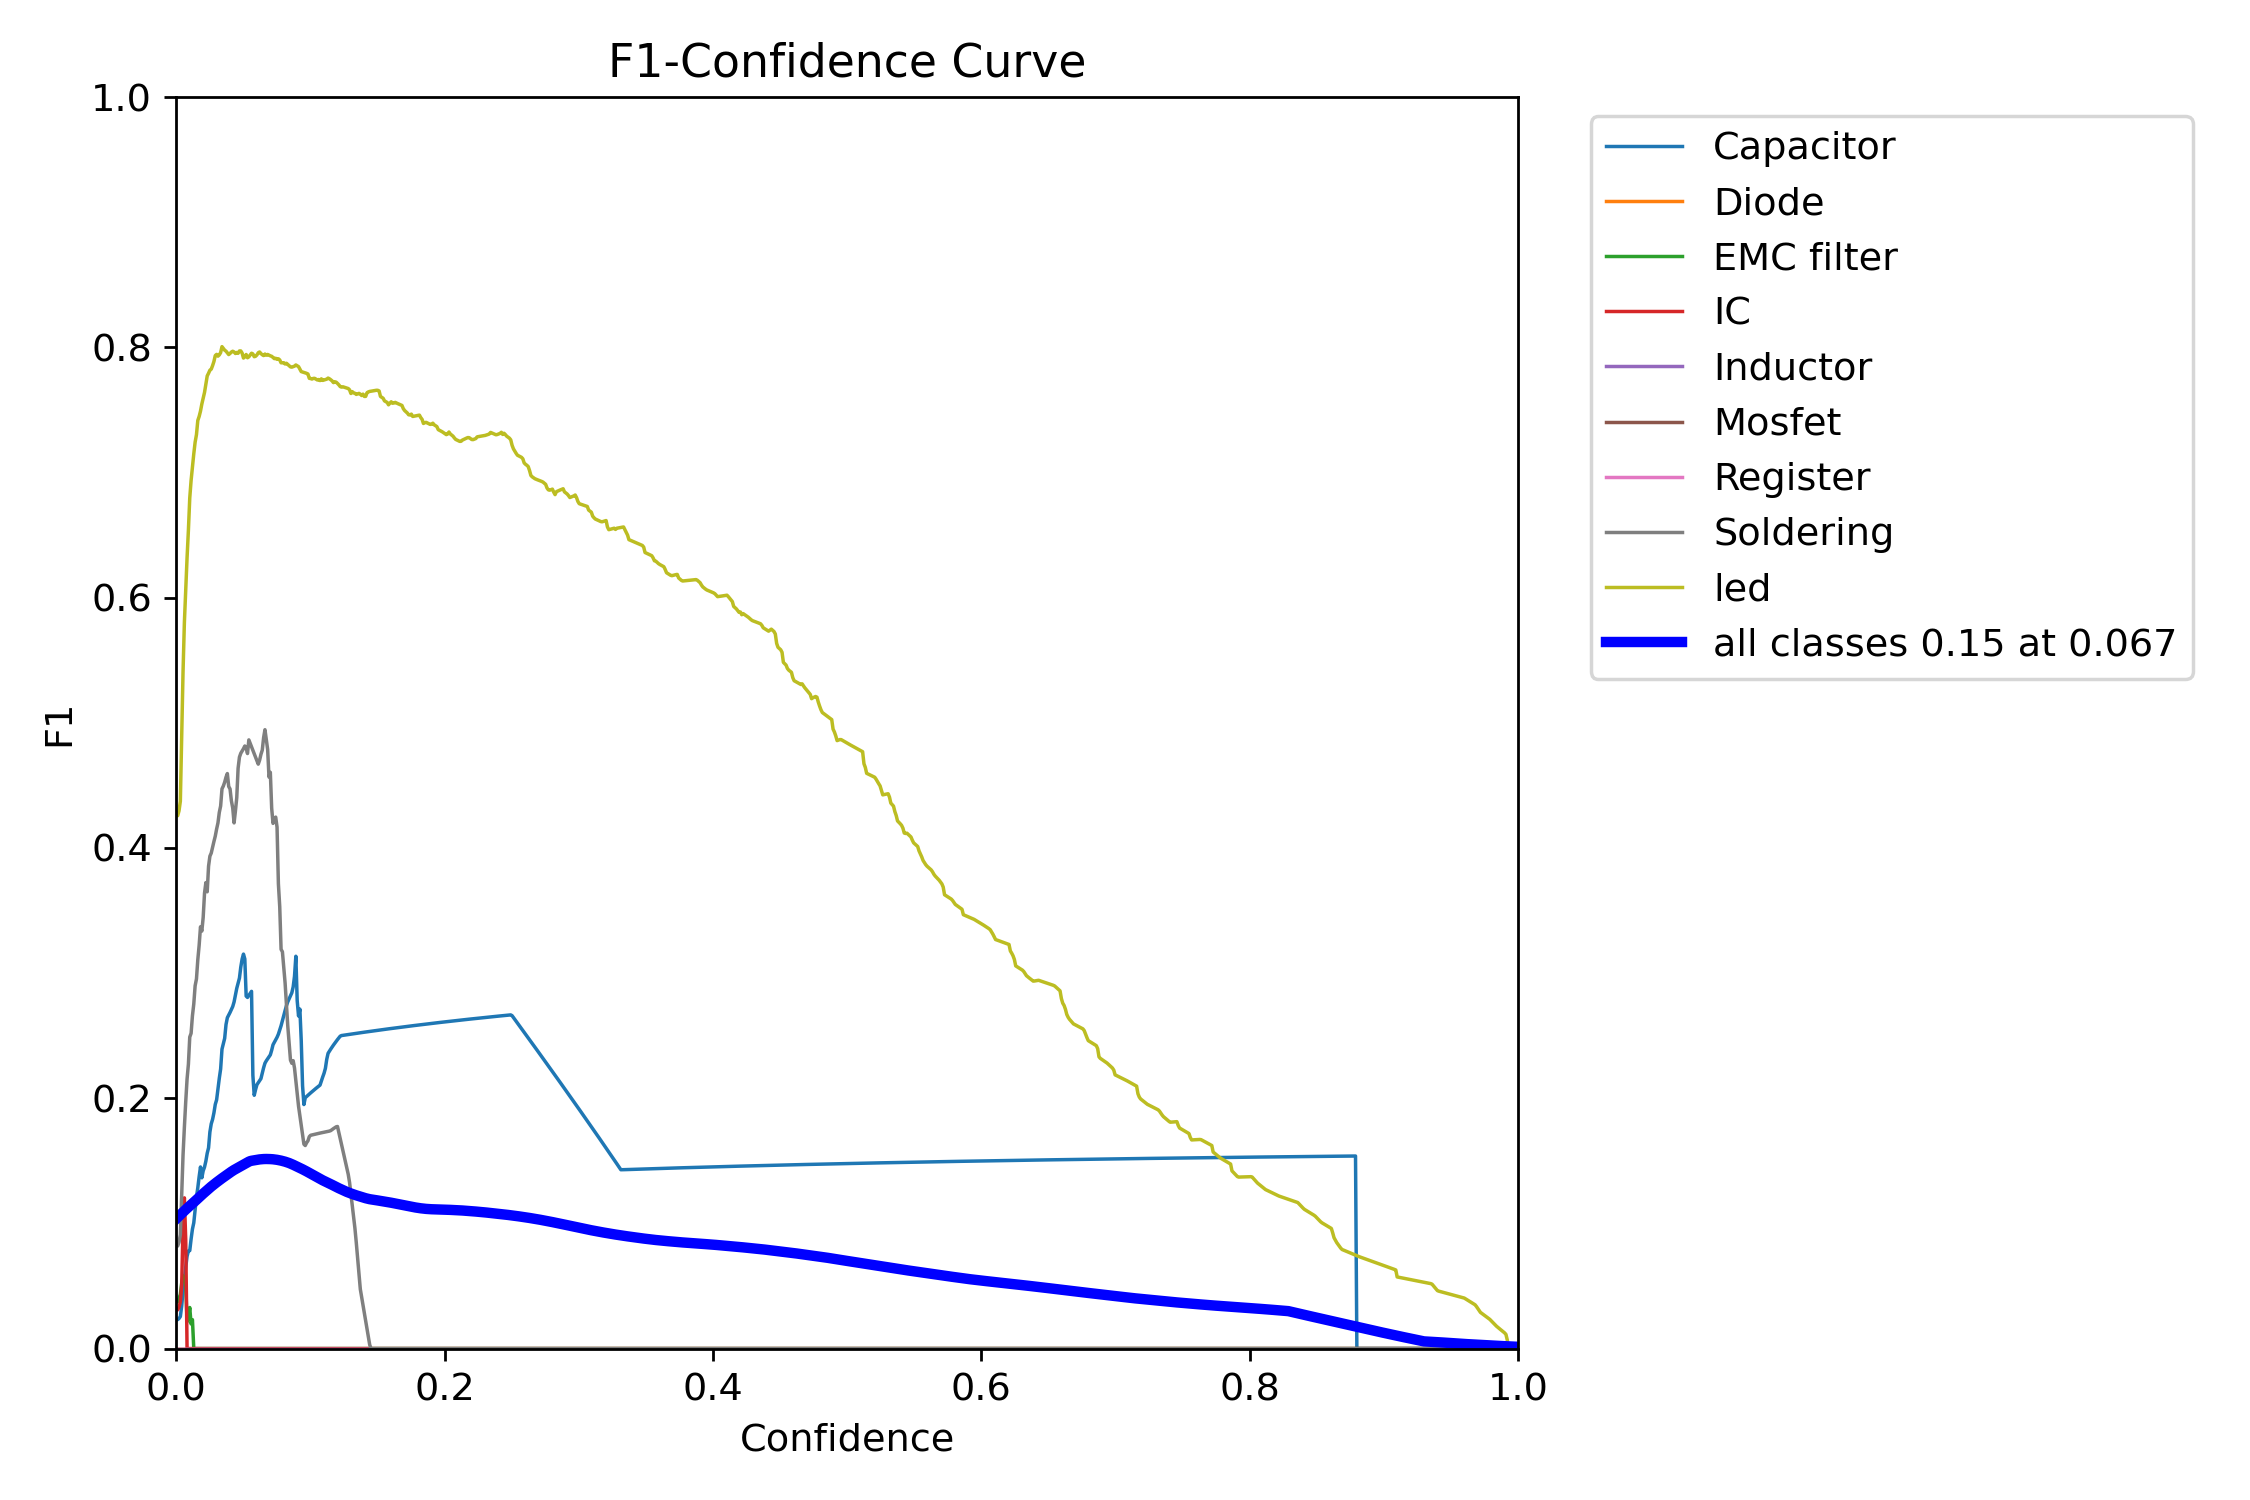 F1-Confidence Curve
1.0
0.8
0.6
0.4
0.2
0.0
F1
0.0 0.2 0.4 0.6 0.8 1.0
Confidence
Capacitor
Diode
EMC filter
IC
Inductor
Mosfet
Register
Soldering
led
all classes 0.15 at 0.067